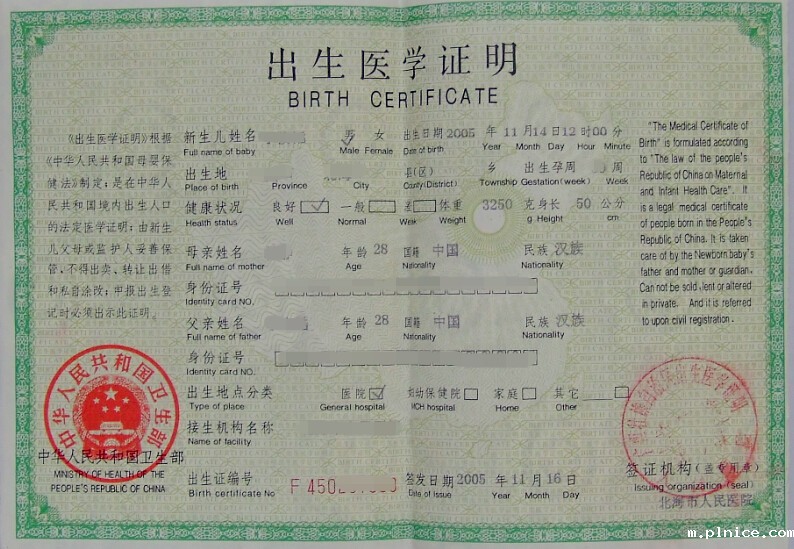 出生医学证明
BIRTH CERTIFICATE
《出生医学证明》根据
《中华人民共和国母婴保
健法》制定;是在中华人
民共和国境内出生人口
的法定医学证明;由新生
儿父母或监护人妥善保
管,不得出卖、转让出借
和私自涂改;申报出生登
记时必须出示此证明。
新生儿姓名 男 女 出生日期 2005 年 11 月 14 日 12 时 00 分
Full name of baby Male Female Date of birth Year Month Day Hour Minute
出生地 县(区) 乡 出生孕周 周
Place of birth Province City County(District) Township Gestation(week) Week
健康状况 良好 一般 差 体重 3250 克 身长 50 公分
Health status Well Normal Weak Weight g Height cm
母亲姓名 年龄 28 国籍 中国 民族 汉族
Full name of mother Age Nationality Nationality
身份证号
Identity card NO.
父亲姓名 年龄 28 国籍 中国 民族 汉族
Full name of father Age Nationality Nationality
身份证号
Identity card NO.
出生地点分类 医院 妇幼保健院 家庭 其它
Type of place General hospital MCH hospital Home Other
接生机构名称
Name of facility
出生证编号 F 450 签发日期 2005 年 11 月 16 日
Birth certificate No Date of Issue Year Month Day
"The Medical Certificate of
Birth" is formulated according
to "The law of the people's
Republic of China on Maternal
and Infant Health Care". It
is a legal medical certificate
of people born in the People's
Republic of China. It is taken
care of by the Newborn baby's
father and mother or guardian.
Can not be sold, lent or altered
in private. And it is referred
to upon civil registration.
中华人民共和国卫生部
中华人民共和国卫生部
MINISTRY OF HEALTH OF THE
PEOPLE'S REPUBLIC OF CHINA
签证机构(盖专用章)
Issuing organization (seal)
北海市人民医院
m.plnice.com